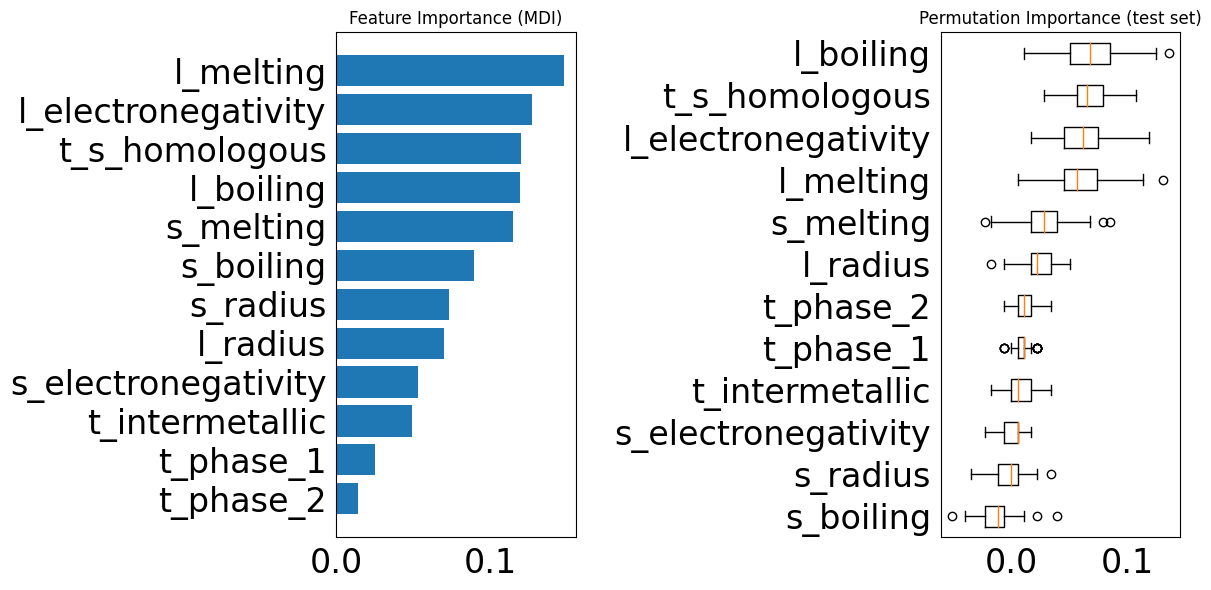 Feature Importance (MDI)
l_melting
l_electronegativity
t_s_homologous
l_boiling
s_melting
s_boiling
s_radius
l_radius
s_electronegativity
t_intermetallic
t_phase_1
t_phase_2
0.0 0.1
Permutation Importance (test set)
l_boiling
t_s_homologous
l_electronegativity
l_melting
s_melting
l_radius
t_phase_2
t_phase_1
t_intermetallic
s_electronegativity
s_radius
s_boiling
0.0 0.1